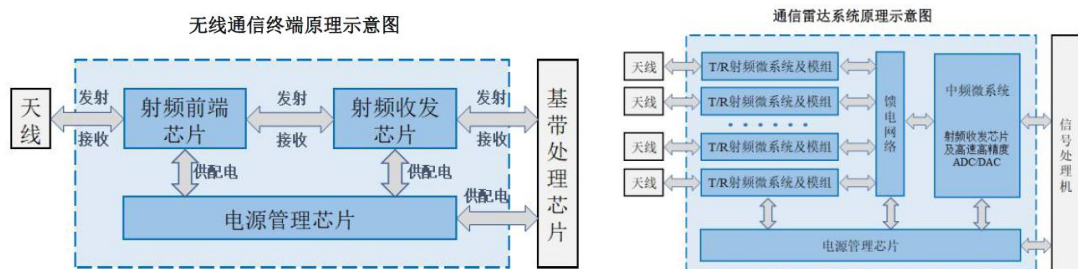 无线通信终端原理示意图
天线
发射
接收
射频前端
芯片
发射
接收
射频收发
芯片
发射
接收
基带处理芯片
供配电
供配电
供配电
电源管理芯片
通信雷达系统原理示意图
天线
T/R射频微系统及模组
天线
T/R射频微系统及模组
······
天线
T/R射频微系统及模组
天线
T/R射频微系统及模组
馈电网络
中频微系统
射频收发芯片
及高速高精度
ADC/DAC
信号处理机
电源管理芯片